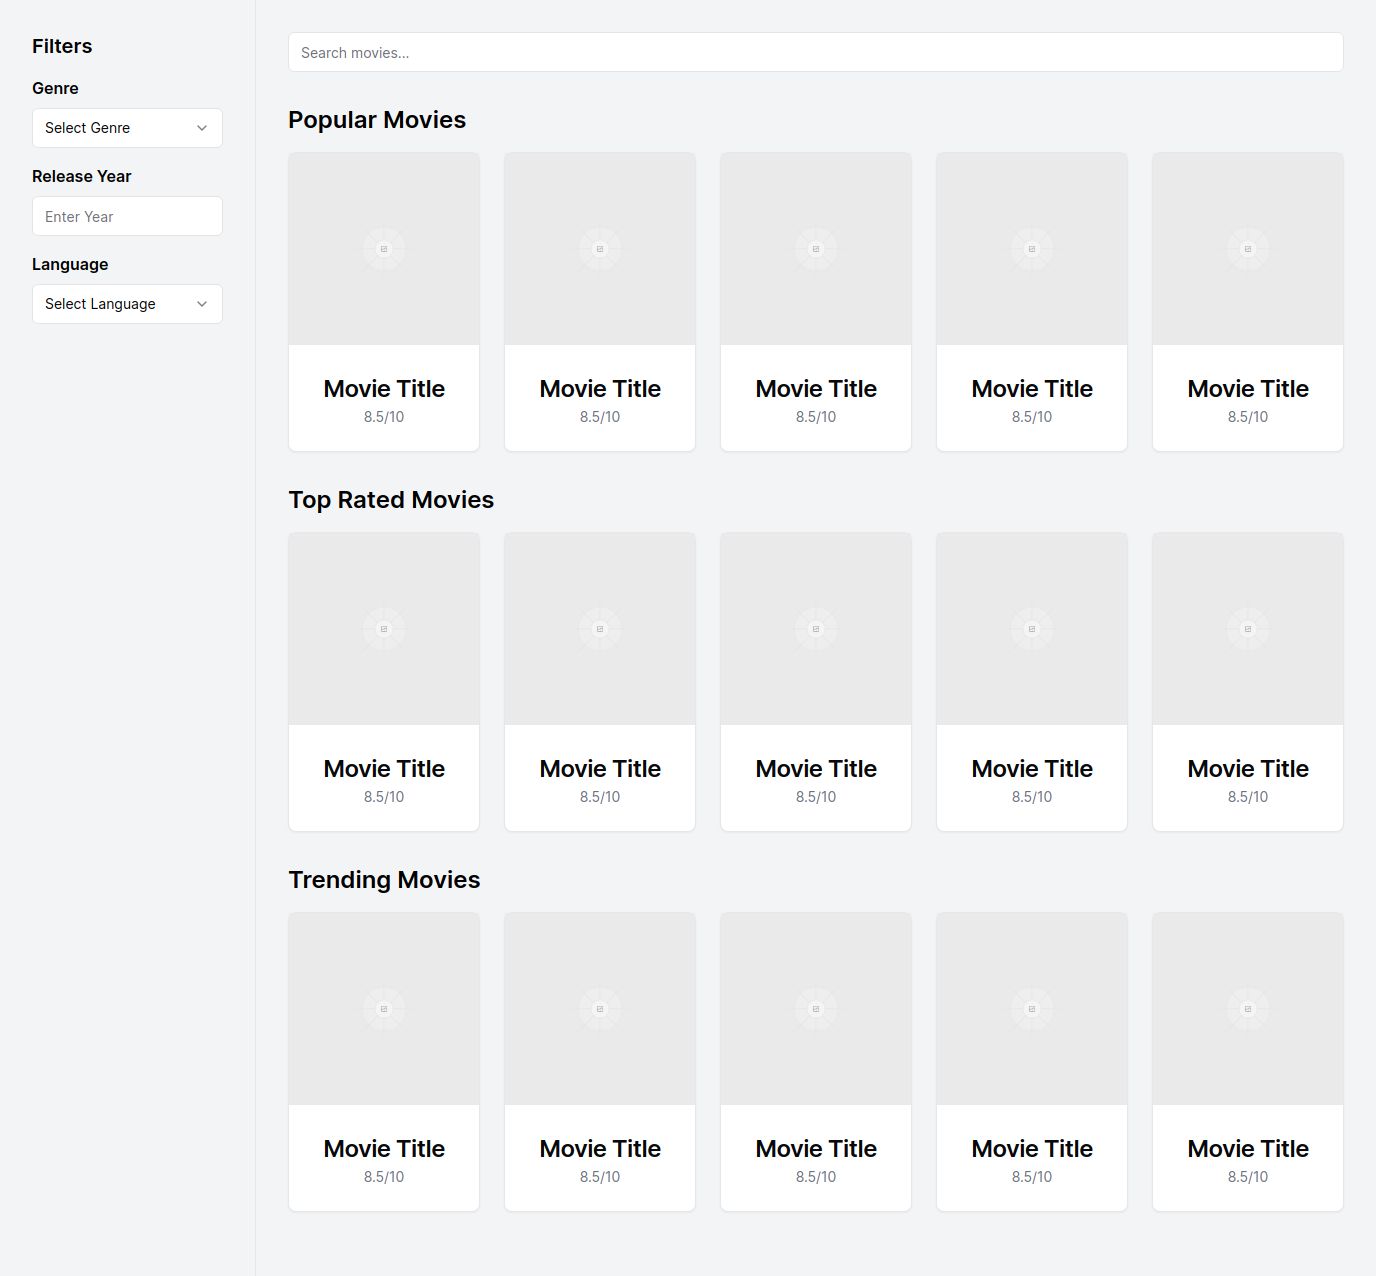 Filters
Genre
Select Genre
Release Year
Enter Year
Language
Select Language
Search movies...
Popular Movies
Movie Title Movie Title Movie Title Movie Title Movie Title
8.5/10 8.5/10 8.5/10 8.5/10 8.5/10
Top Rated Movies
Movie Title Movie Title Movie Title Movie Title Movie Title
8.5/10 8.5/10 8.5/10 8.5/10 8.5/10
Trending Movies
Movie Title Movie Title Movie Title Movie Title Movie Title
8.5/10 8.5/10 8.5/10 8.5/10 8.5/10